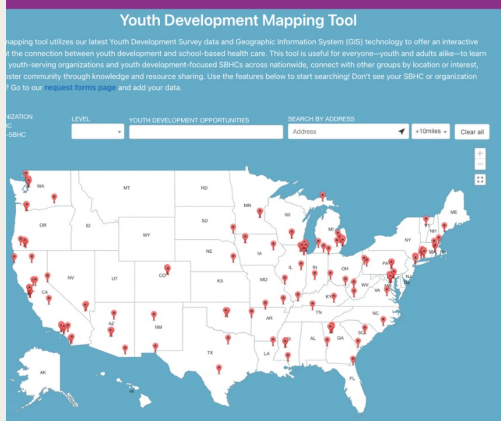 Youth Development Mapping Tool
mapping tool utilizes our latest Youth Development Survey data and Geographic Information System (GIS) technology to offer an interactive
the connection between youth development and school-based health care. This tool is useful for everyone—youth and adults alike—to learn
youth-serving organizations and youth development-focused SBHCs across nationwide, connect with other groups by location or interest,
oster community through knowledge and resource sharing. Use the features below to start searching! Don't see your SBHC or organization
? Go to our request forms page and add your data.
NIZATION
LEVEL
YOUTH DEVELOPMENT OPPORTUNITIES
SEARCH BY ADDRESS
-SBHC
Address
+10miles
Clear all
+
−
WA
MT
ND
MN
ME
OR
ID
SD
WI
MI
VT
NH
NY
WY
IA
NE
PA
NV
UT
CO
KS
MO
IL
IN
OH
WV
VA
CA
KY
AZ
NM
AR
TN
NC
SC
TX
LA
AL
GA
FL
AK